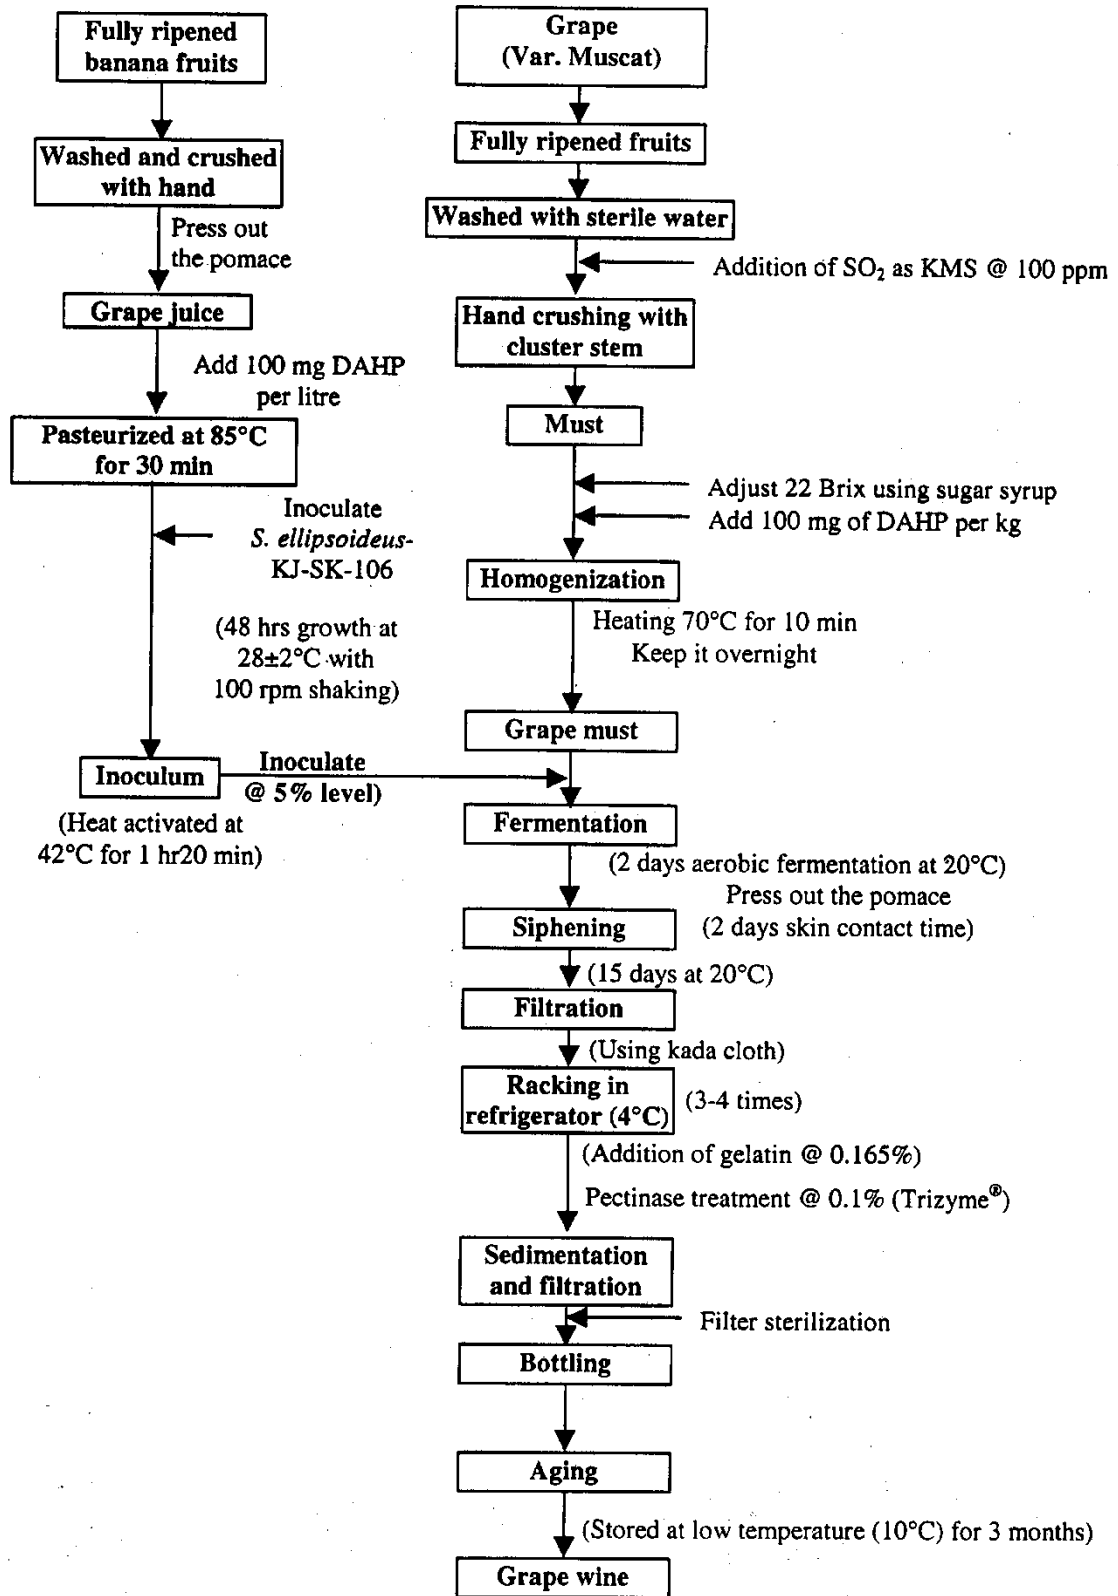 Fully ripened
banana fruits
Washed and crushed
with hand
Press out
the pomace
Grape juice
Add 100 mg DAHP
per litre
Pasteurized at 85°C
for 30 min
Inoculate
S. ellipsoideus-
KJ-SK-106
(48 hrs growth at
28±2°C with
100 rpm shaking)
Inoculum
(Heat activated at
42°C for 1 hr20 min)
Inoculate
@ 5% level)
Grape
(Var. Muscat)
Fully ripened fruits
Washed with sterile water
Addition of SO₂ as KMS @ 100 ppm
Hand crushing with
cluster stem
Must
Adjust 22 Brix using sugar syrup
Add 100 mg of DAHP per kg
Homogenization
Heating 70°C for 10 min
Keep it overnight
Grape must
Fermentation
(2 days aerobic fermentation at 20°C)
Press out the pomace
Siphening
(2 days skin contact time)
(15 days at 20°C)
Filtration
(Using kada cloth)
Racking in
refrigerator (4°C)
(3-4 times)
(Addition of gelatin @ 0.165%)
Pectinase treatment @ 0.1% (Trizyme®)
Sedimentation
and filtration
Filter sterilization
Bottling
Aging
(Stored at low temperature (10°C) for 3 months)
Grape wine